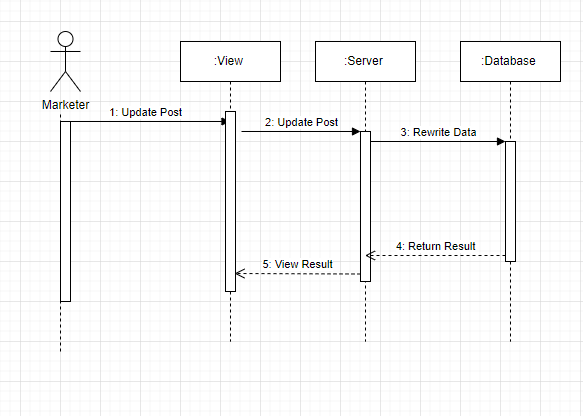 :View
:Server
:Database
Marketer
1: Update Post
2: Update Post
3: Rewrite Data
4: Return Result
5: View Result